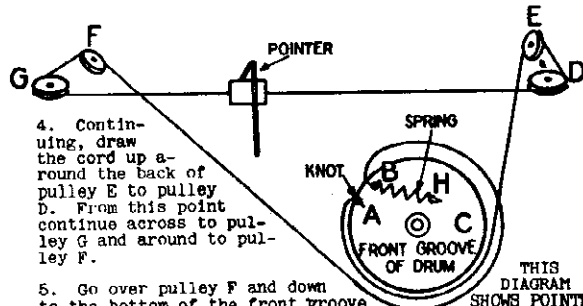 E
F
POINTER
G
D
SPRING
4. Contin-
uing, draw
the cord up a-
round the back of
pulley E to pulley
D. From this point
continue across to pul-
ley G and around to pul-
ley F.
KNOT
B
H
A
C
FRONT GROOVE
OF DRUM
THIS
DIAGRAM
SHOWS POINT
5. Go over pulley F and down
to the bottom of the front groove